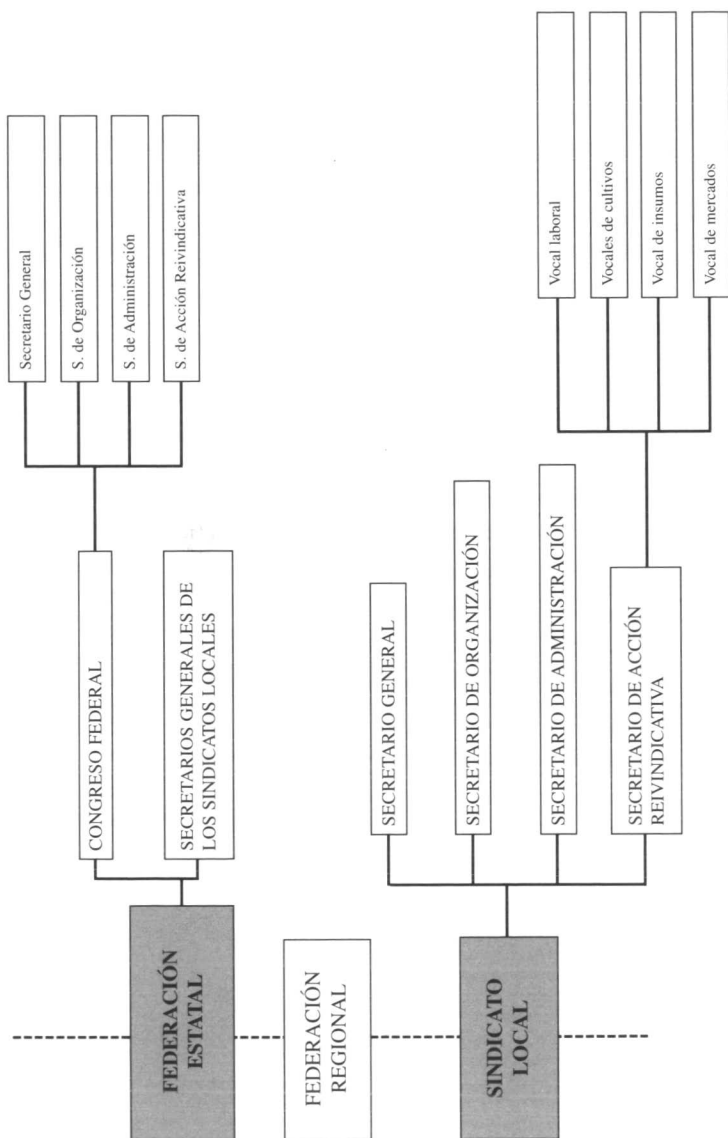 FEDERACIÓN
ESTATAL
CONGRESO FEDERAL
Secretario General
S. de Organización
S. de Administración
S. de Acción Reivindicativa
SECRETARIOS GENERALES DE
LOS SINDICATOS LOCALES
FEDERACIÓN
REGIONAL
SINDICATO
LOCAL
SECRETARIO GENERAL
SECRETARIO DE ORGANIZACIÓN
SECRETARIO DE ADMINISTRACIÓN
SECRETARIO DE ACCIÓN
REIVINDICATIVA
Vocal laboral
Vocales de cultivos
Vocal de insumos
Vocal de mercados